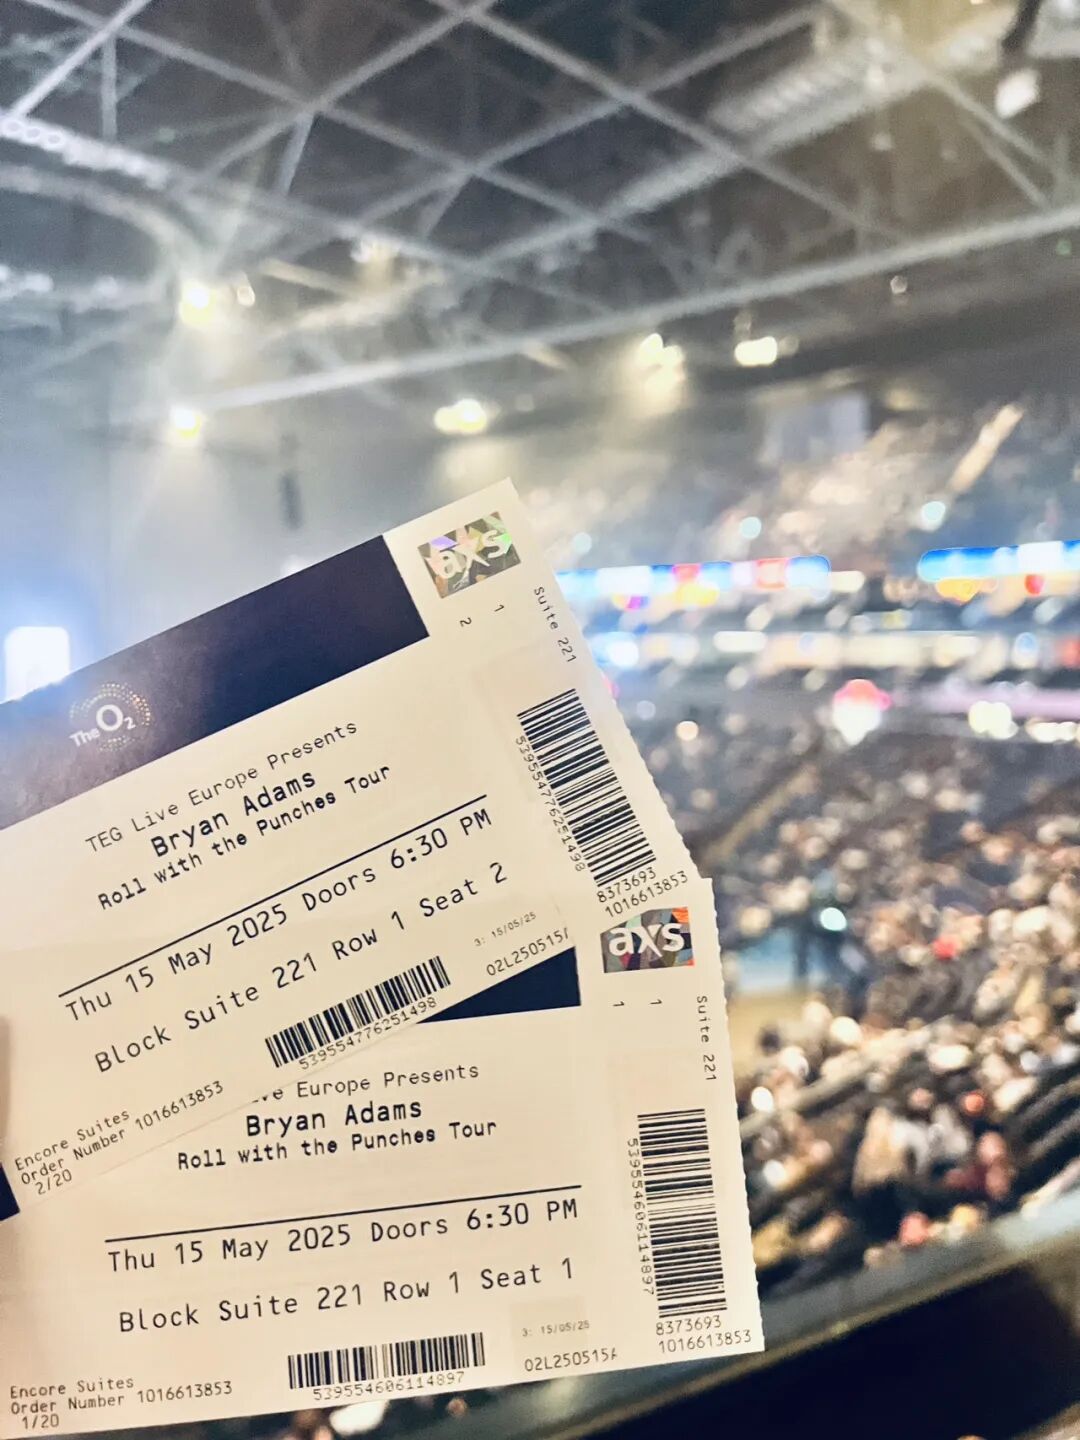 axs
1
2
Suite 221
The O2
TEG Live Europe Presents
Bryan Adams
Roll with the Punches Tour
Thu 15 May 2025 Doors 6:30 PM
Block Suite 221 Row 1 Seat 2
539554776251498
8373693
1016613853
3: 15/05/25
02L250515
539554776251498
Encore Suites
Order Number 1016613853
2/20
axs
1
1
Suite 221
Europe Presents
Bryan Adams
Roll with the Punches Tour
Thu 15 May 2025 Doors 6:30 PM
Block Suite 221 Row 1 Seat 1
539554606114897
8373693
1016613853
3: 15/05/25
02L250515
539554606114897
Encore Suites
Order Number 1016613853
1/20